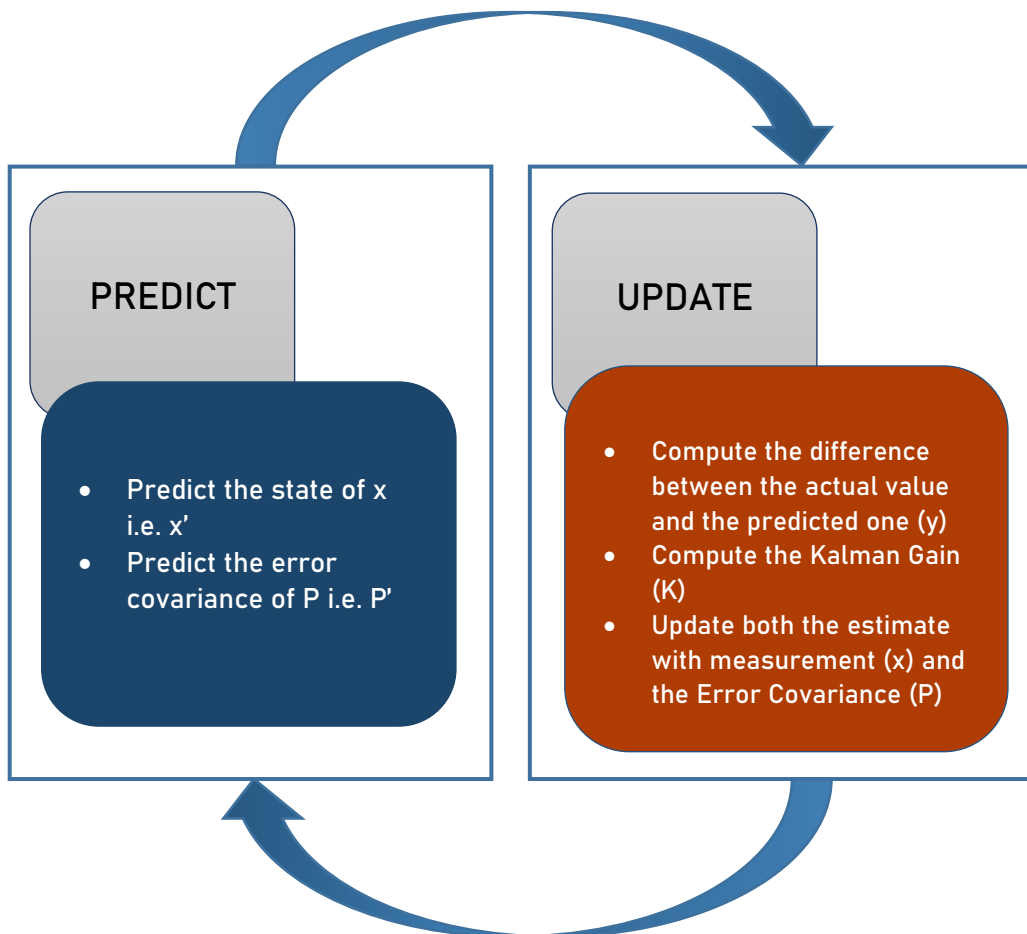 PREDICT
• Predict the state of x
i.e. x’
• Predict the error
covariance of P i.e. P’
UPDATE
• Compute the difference
between the actual value
and the predicted one (y)
• Compute the Kalman Gain
(K)
• Update both the estimate
with measurement (x) and
the Error Covariance (P)